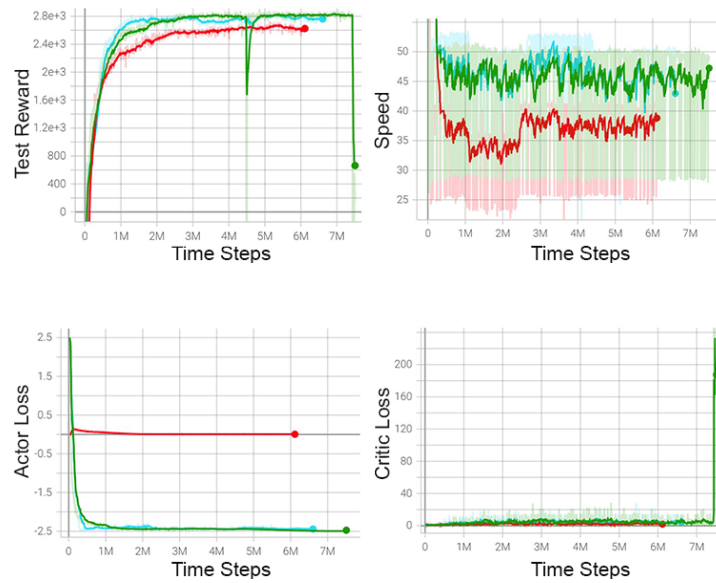 2.8e+3
2.4e+3
2e+3
1.6e+3
1.2e+3
800
400
0
Test Reward
0 1M 2M 3M 4M 5M 6M 7M
Time Steps
50
45
40
35
30
25
Speed
0 1M 2M 3M 4M 5M 6M 7M
Time Steps
2.5
1.5
0.5
-0.5
-1.5
-2.5
Actor Loss
0 1M 2M 3M 4M 5M 6M 7M
Time Steps
200
160
120
80
40
0
Critic Loss
0 1M 2M 3M 4M 5M 6M 7M
Time Steps